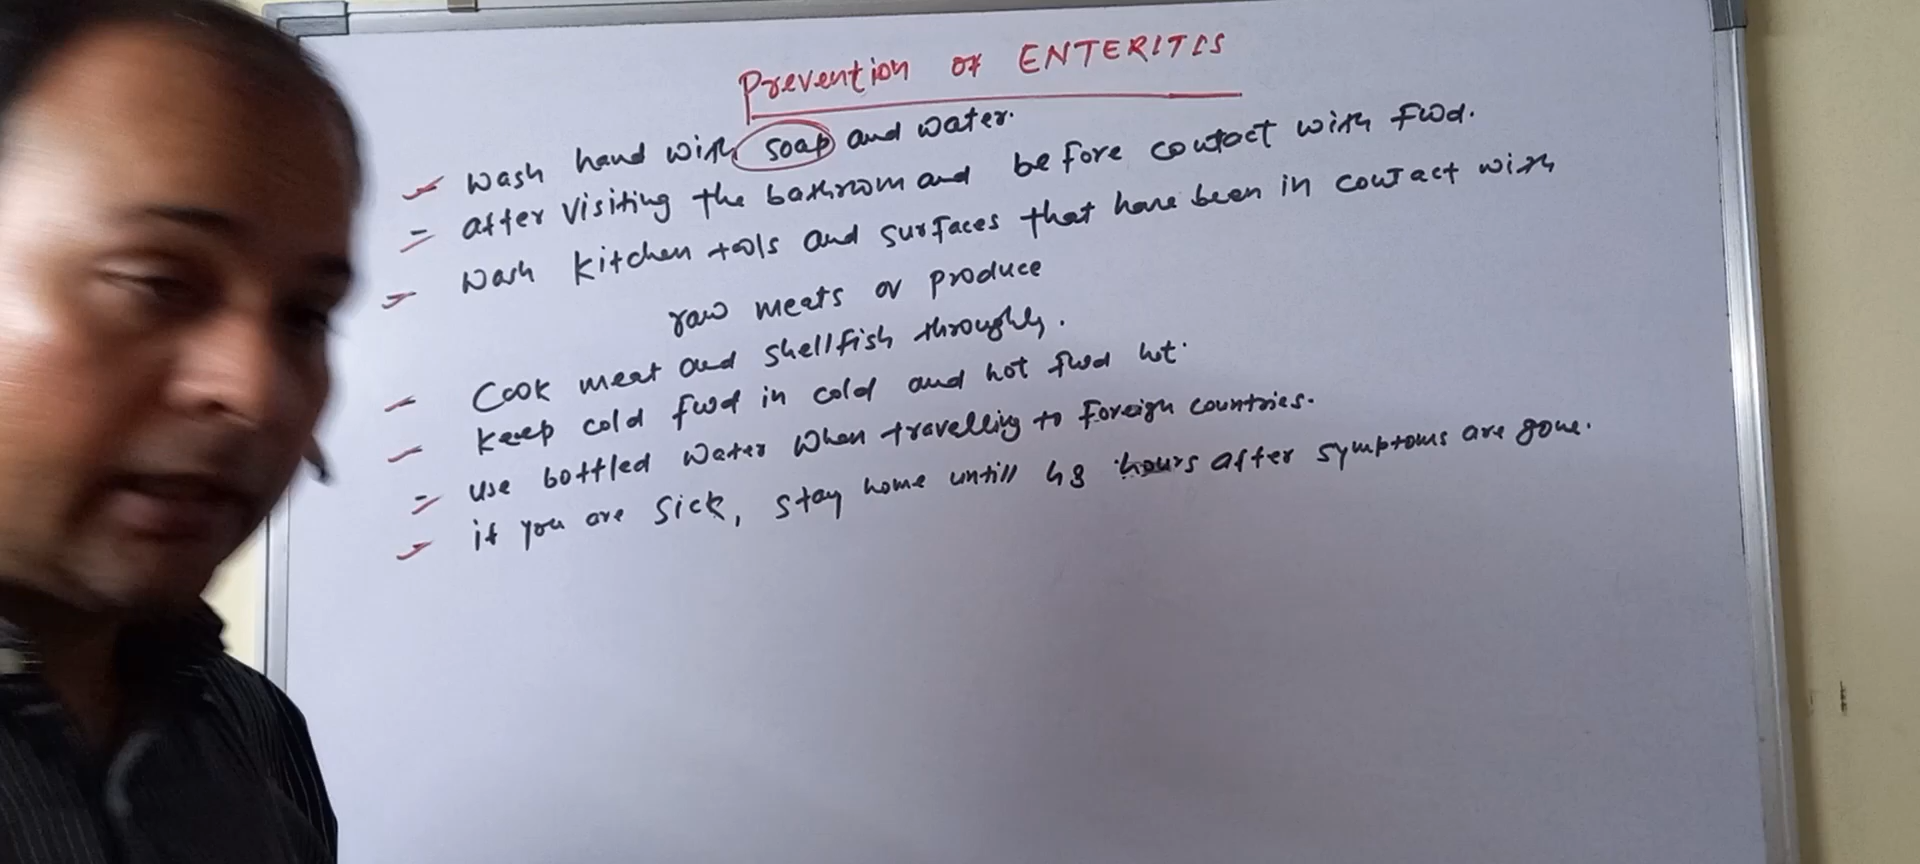 Prevention of ENTERITIS
wash hand with soap and water.
after visiting the bathroom and before contact with food.
wash kitchen tools and surfaces that have been in contact with
raw meats or produce
Cook meat and shellfish throughly.
keep cold food in cold and hot food hot.
use bottled water when travelling to foreign countries.
if you are sick, stay home untill 48 hours after symptoms are gone.